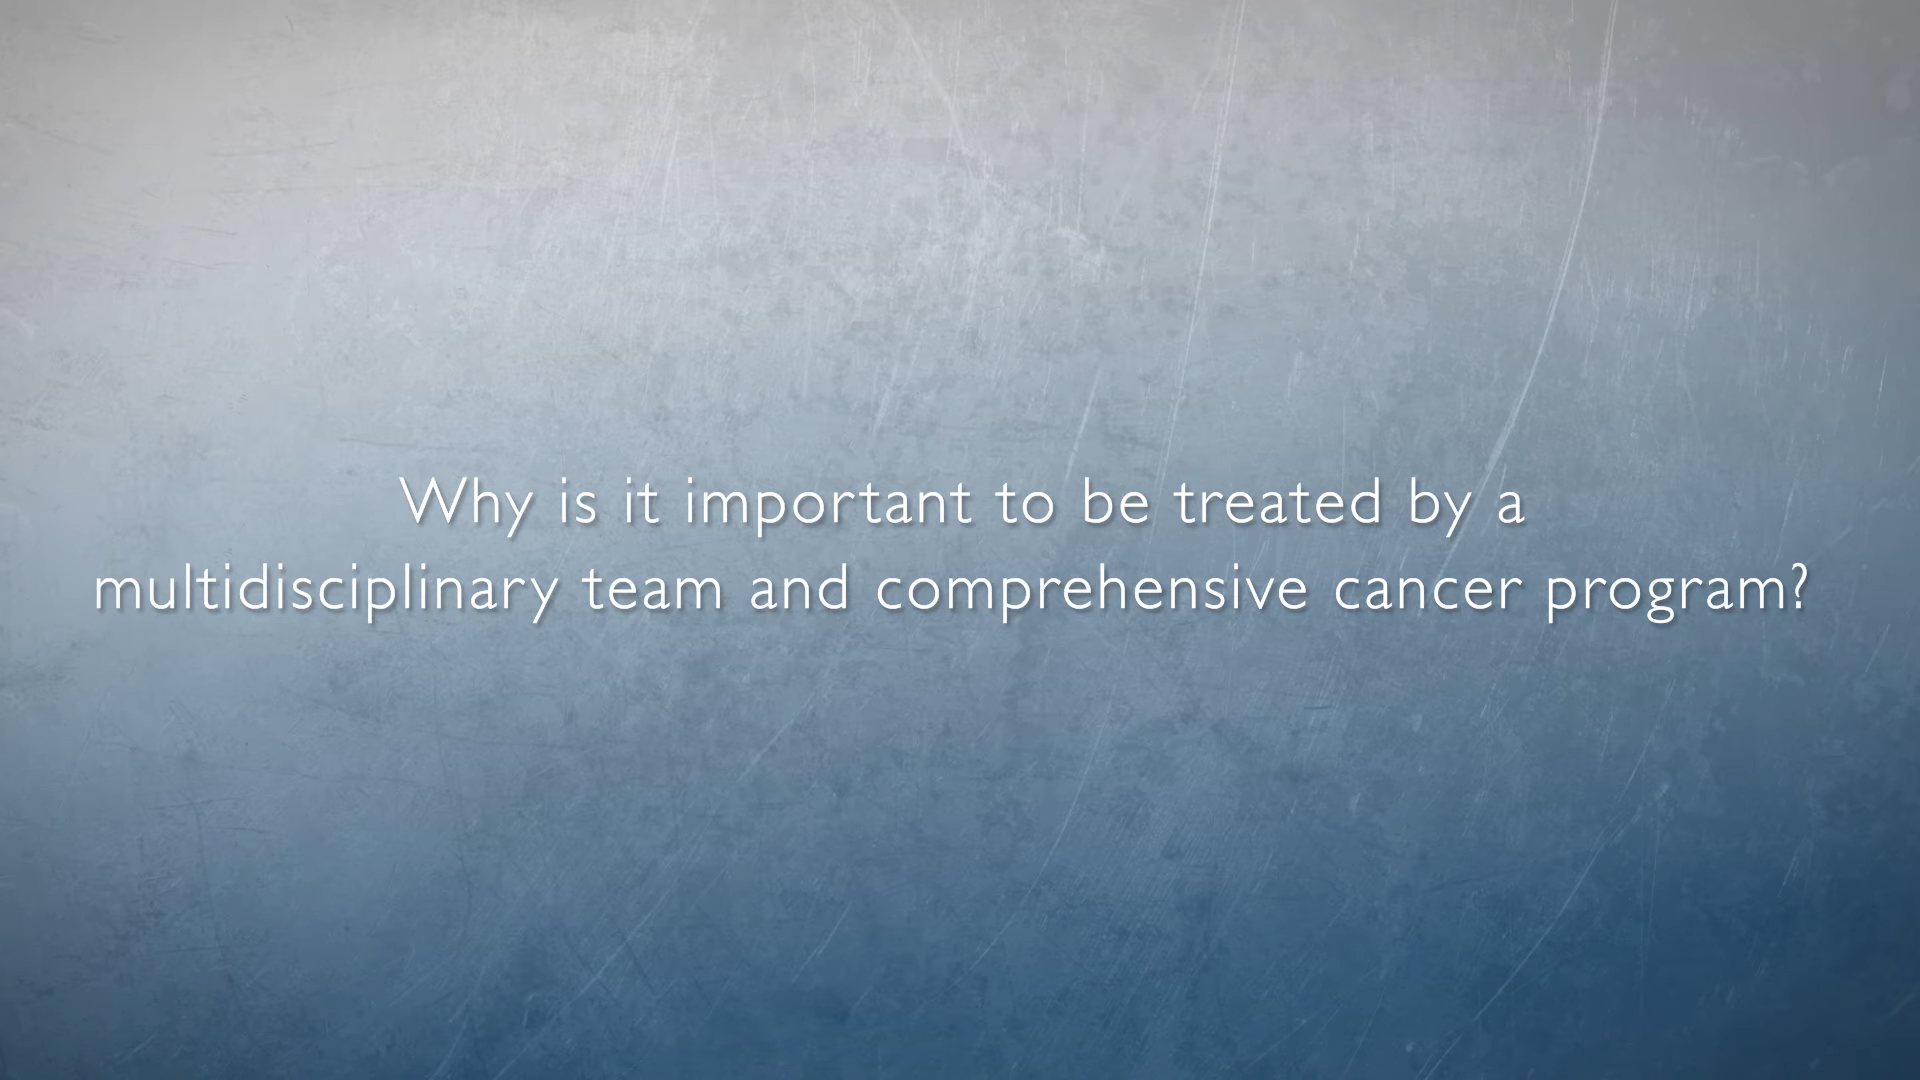 Why is it important to be treated by a
multidisciplinary team and comprehensive cancer program?